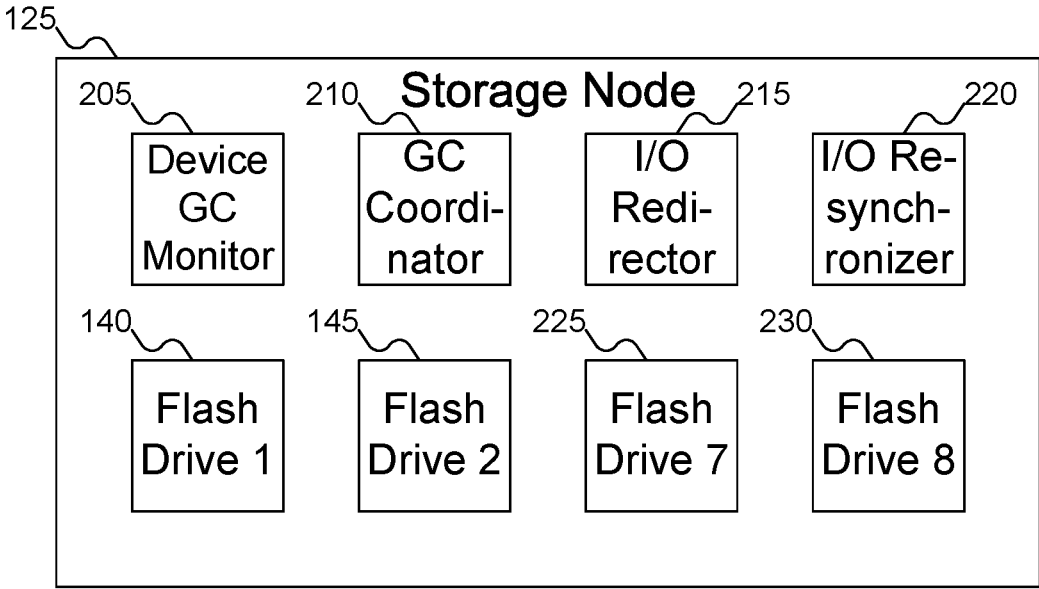 125
Storage Node
205
210
215
220
Device
GC
Monitor
GC
Coordi-
nator
I/O
Redi-
rector
I/O Re-
synch-
ronizer
140
145
225
230
Flash
Drive 1
Flash
Drive 2
Flash
Drive 7
Flash
Drive 8